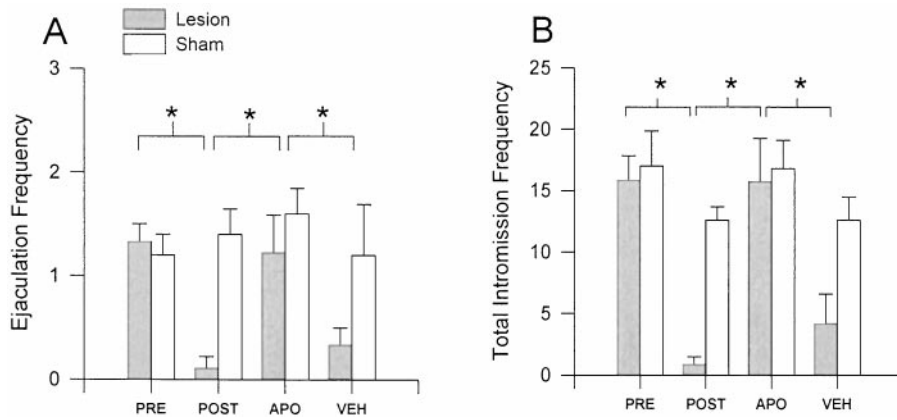 A
Lesion
Sham
Ejaculation Frequency
3
2
1
0
* * *
PRE POST APO VEH
B
Total Intromission Frequency
25
20
15
10
5
0
* * *
PRE POST APO VEH